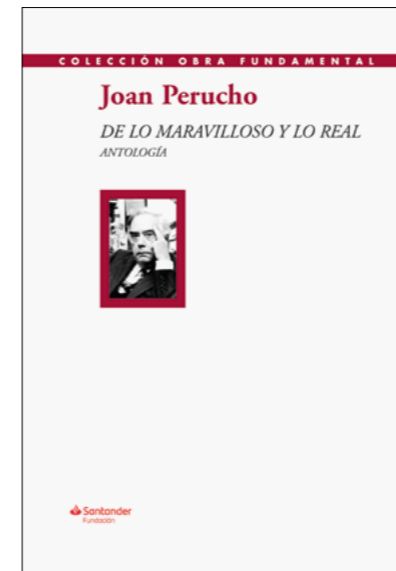 COLECCIÓN OBRA FUNDAMENTAL
Joan Perucho
DE LO MARAVILLOSO Y LO REAL
ANTOLOGÍA
Santander
Fundación